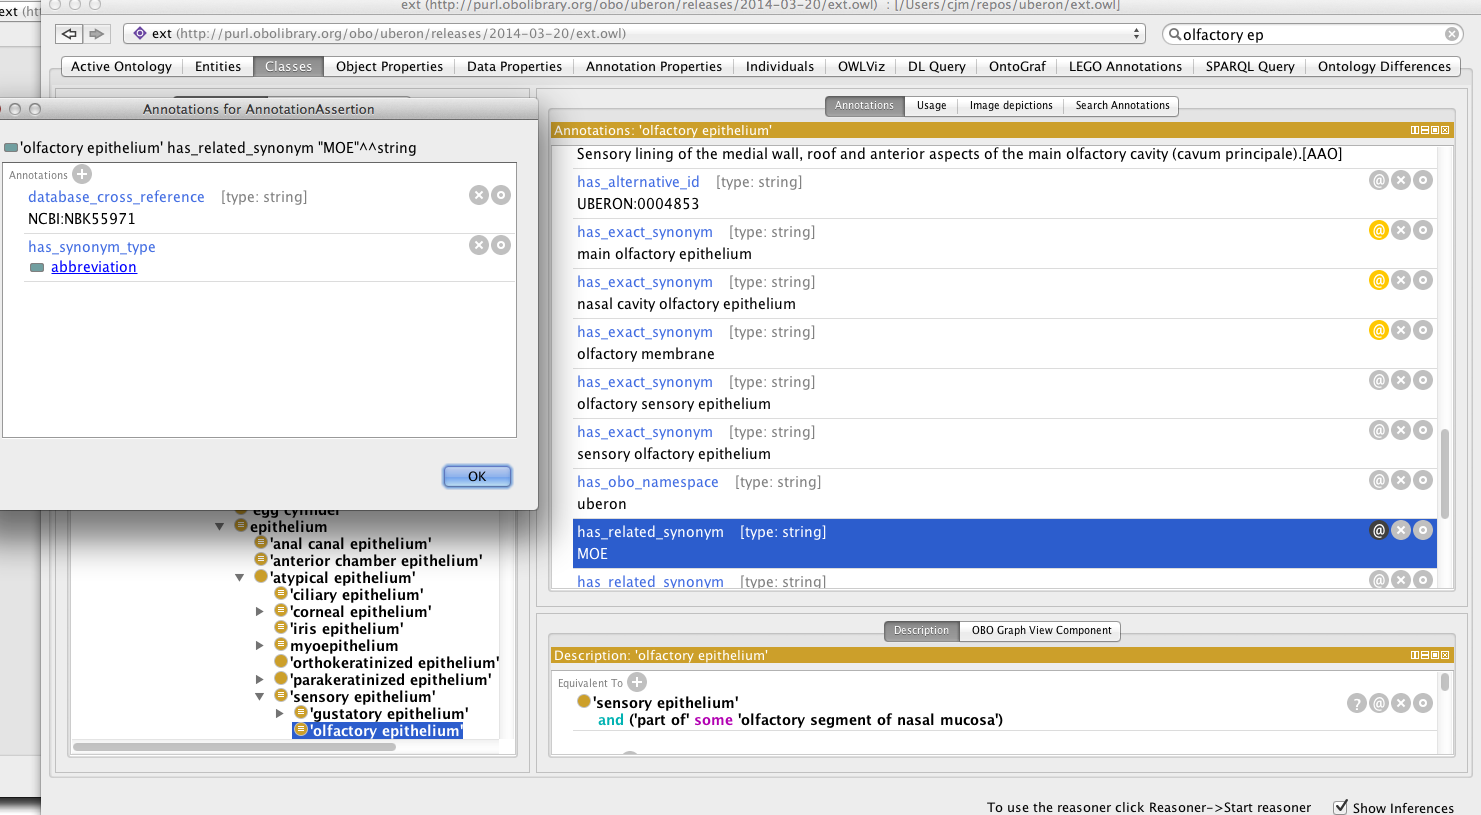 ext (http://purl.obolibrary.org/obo/uberon/releases/2014-03-20/ext.owl) : [/Users/cjm/repos/uberon/ext.owl]
ext (h
ext (http://purl.obolibrary.org/obo/uberon/releases/2014-03-20/ext.owl)
olfactory ep
Active Ontology Entities Classes Object Properties Data Properties Annotation Properties Individuals OWLViz DL Query OntoGraf LEGO Annotations SPARQL Query Ontology Differences
Annotations for AnnotationAssertion
'olfactory epithelium' has_related_synonym "MOE"^^string
Annotations
database_cross_reference [type: string]
NCBI:NBK55971
has_synonym_type
abbreviation
OK
egg cylinder
epithelium
'anal canal epithelium'
'anterior chamber epithelium'
'atypical epithelium'
'ciliary epithelium'
'corneal epithelium'
'iris epithelium'
myoepithelium
'orthokeratinized epithelium'
'parakeratinized epithelium'
'sensory epithelium'
'gustatory epithelium'
'olfactory epithelium'
Annotations Usage Image depictions Search Annotations
Annotations: 'olfactory epithelium'
Sensory lining of the medial wall, roof and anterior aspects of the main olfactory cavity (cavum principale).[AAO]
has_alternative_id [type: string]
UBERON:0004853
has_exact_synonym [type: string]
main olfactory epithelium
has_exact_synonym [type: string]
nasal cavity olfactory epithelium
has_exact_synonym [type: string]
olfactory membrane
has_exact_synonym [type: string]
olfactory sensory epithelium
has_exact_synonym [type: string]
sensory olfactory epithelium
has_obo_namespace [type: string]
uberon
has_related_synonym [type: string]
MOE
has_related_synonym [type: string]
Description OBO Graph View Component
Description: 'olfactory epithelium'
Equivalent To
'sensory epithelium'
and ('part of' some 'olfactory segment of nasal mucosa')
To use the reasoner click Reasoner->Start reasoner Show Inferences